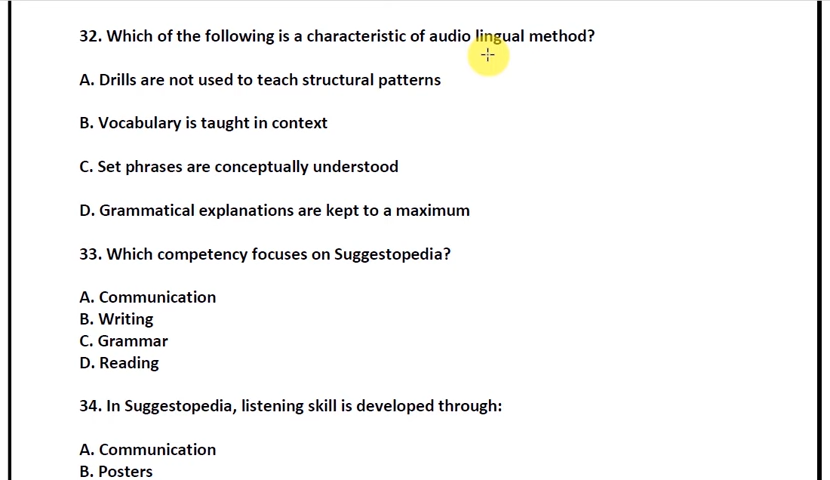 32. Which of the following is a characteristic of audio lingual method?
A. Drills are not used to teach structural patterns
B. Vocabulary is taught in context
C. Set phrases are conceptually understood
D. Grammatical explanations are kept to a maximum
33. Which competency focuses on Suggestopedia?
A. Communication
B. Writing
C. Grammar
D. Reading
34. In Suggestopedia, listening skill is developed through:
A. Communication
B. Posters